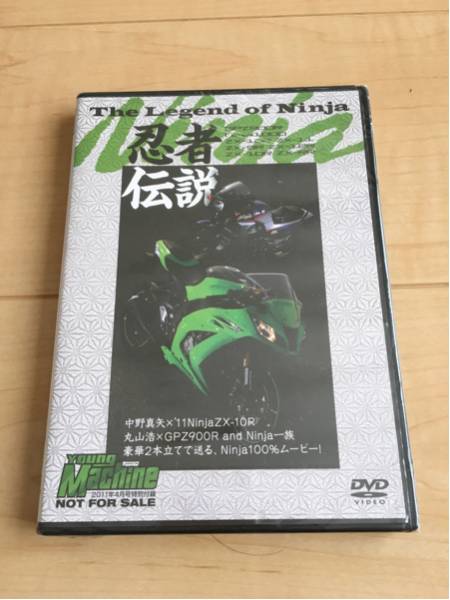 The Legend of Ninja
Ninja
忍者
伝説
中野真矢×'11NinjaZX-10R
丸山浩×GPZ900R and Ninja一族
豪華2本立てで送る、Ninja100%ムービー!
Young
Machine
2011年4月号特別付録
NOT FOR SALE
DVD
VIDEO